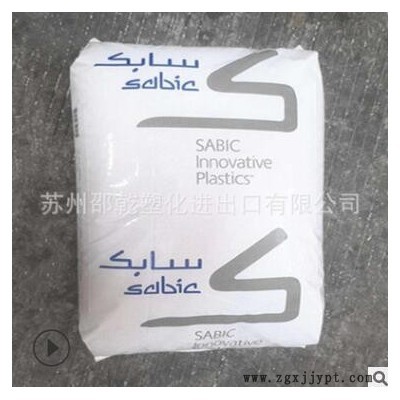 سابك
sabic
SABIC
Innovative
Plastics™
苏州邵乾塑化进出口有限公司
سابك
sabic
SABIC
Innovative
www.zgxjjypt.com